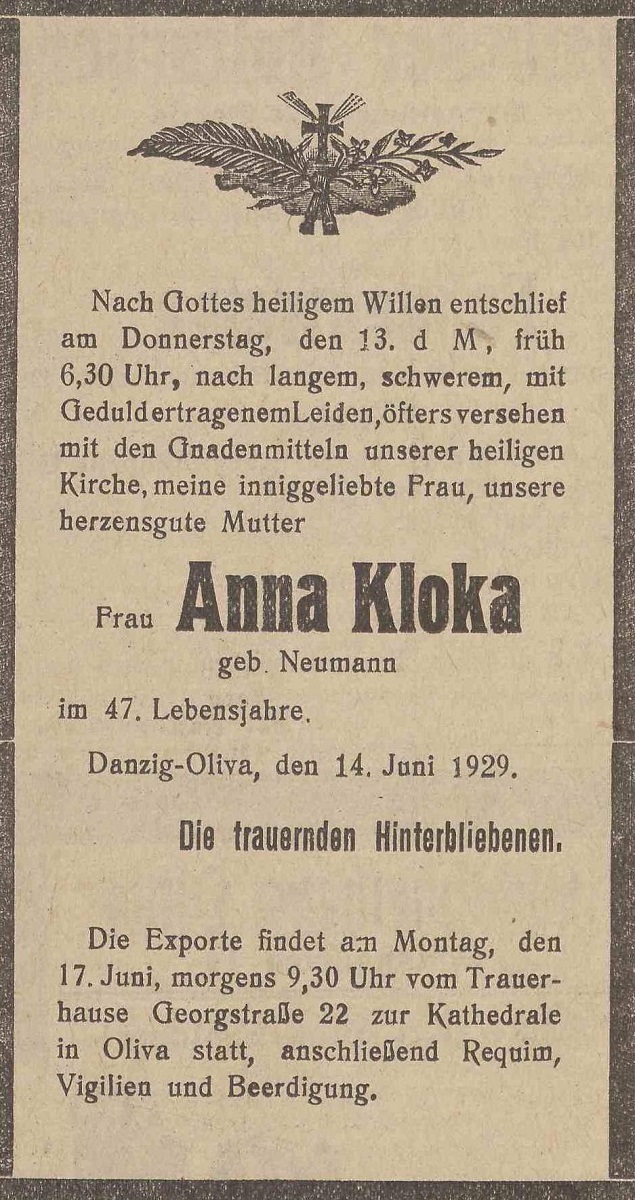 Nach Gottes heiligem Willen entschlief
am Donnerstag, den 13. d M, früh
6,30 Uhr, nach langem, schwerem, mit
Geduld ertragenem Leiden, öfters versehen
mit den Gnadenmitteln unserer heiligen
Kirche, meine inniggeliebte Frau, unsere
herzensgute Mutter
Frau Anna Kloka
geb. Neumann
im 47. Lebensjahre.
Danzig-Oliva, den 14. Juni 1929.
Die trauernden Hinterbliebenen.
Die Exporte findet am Montag, den
17. Juni, morgens 9,30 Uhr vom Trauer-
hause Georgstraße 22 zur Kathedrale
in Oliva statt, anschließend Requim,
Vigilien und Beerdigung.